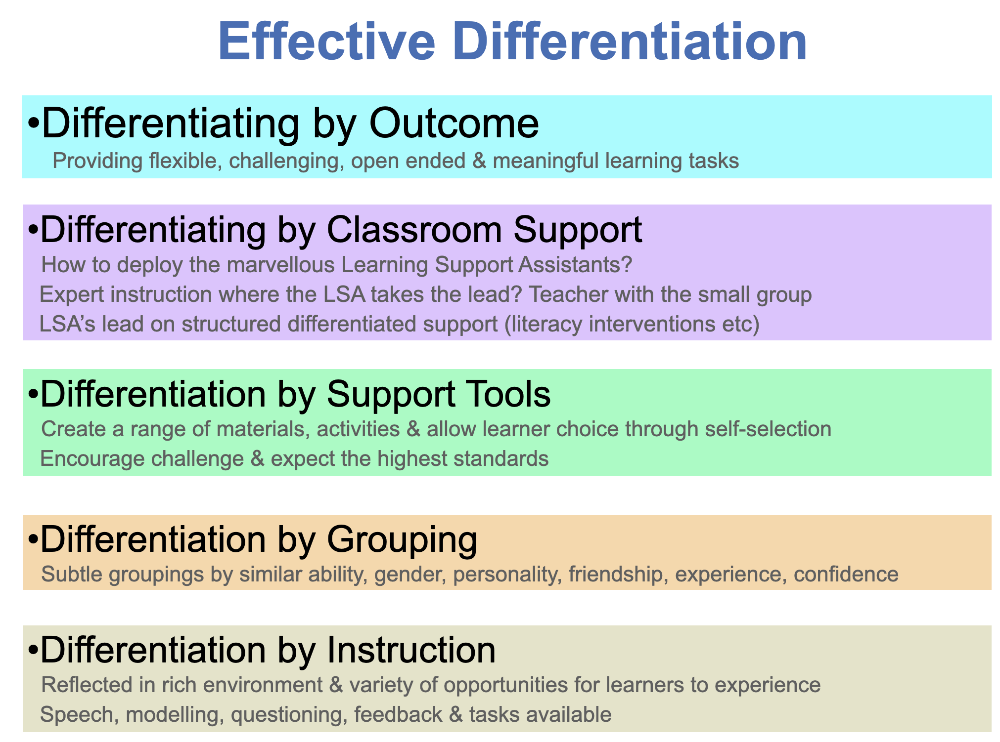 Effective Differentiation
•Differentiating by Outcome
Providing flexible, challenging, open ended & meaningful learning tasks
•Differentiating by Classroom Support
How to deploy the marvellous Learning Support Assistants?
Expert instruction where the LSA takes the lead? Teacher with the small group
LSA’s lead on structured differentiated support (literacy interventions etc)
•Differentiation by Support Tools
Create a range of materials, activities & allow learner choice through self-selection
Encourage challenge & expect the highest standards
•Differentiation by Grouping
Subtle groupings by similar ability, gender, personality, friendship, experience, confidence
•Differentiation by Instruction
Reflected in rich environment & variety of opportunities for learners to experience
Speech, modelling, questioning, feedback & tasks available